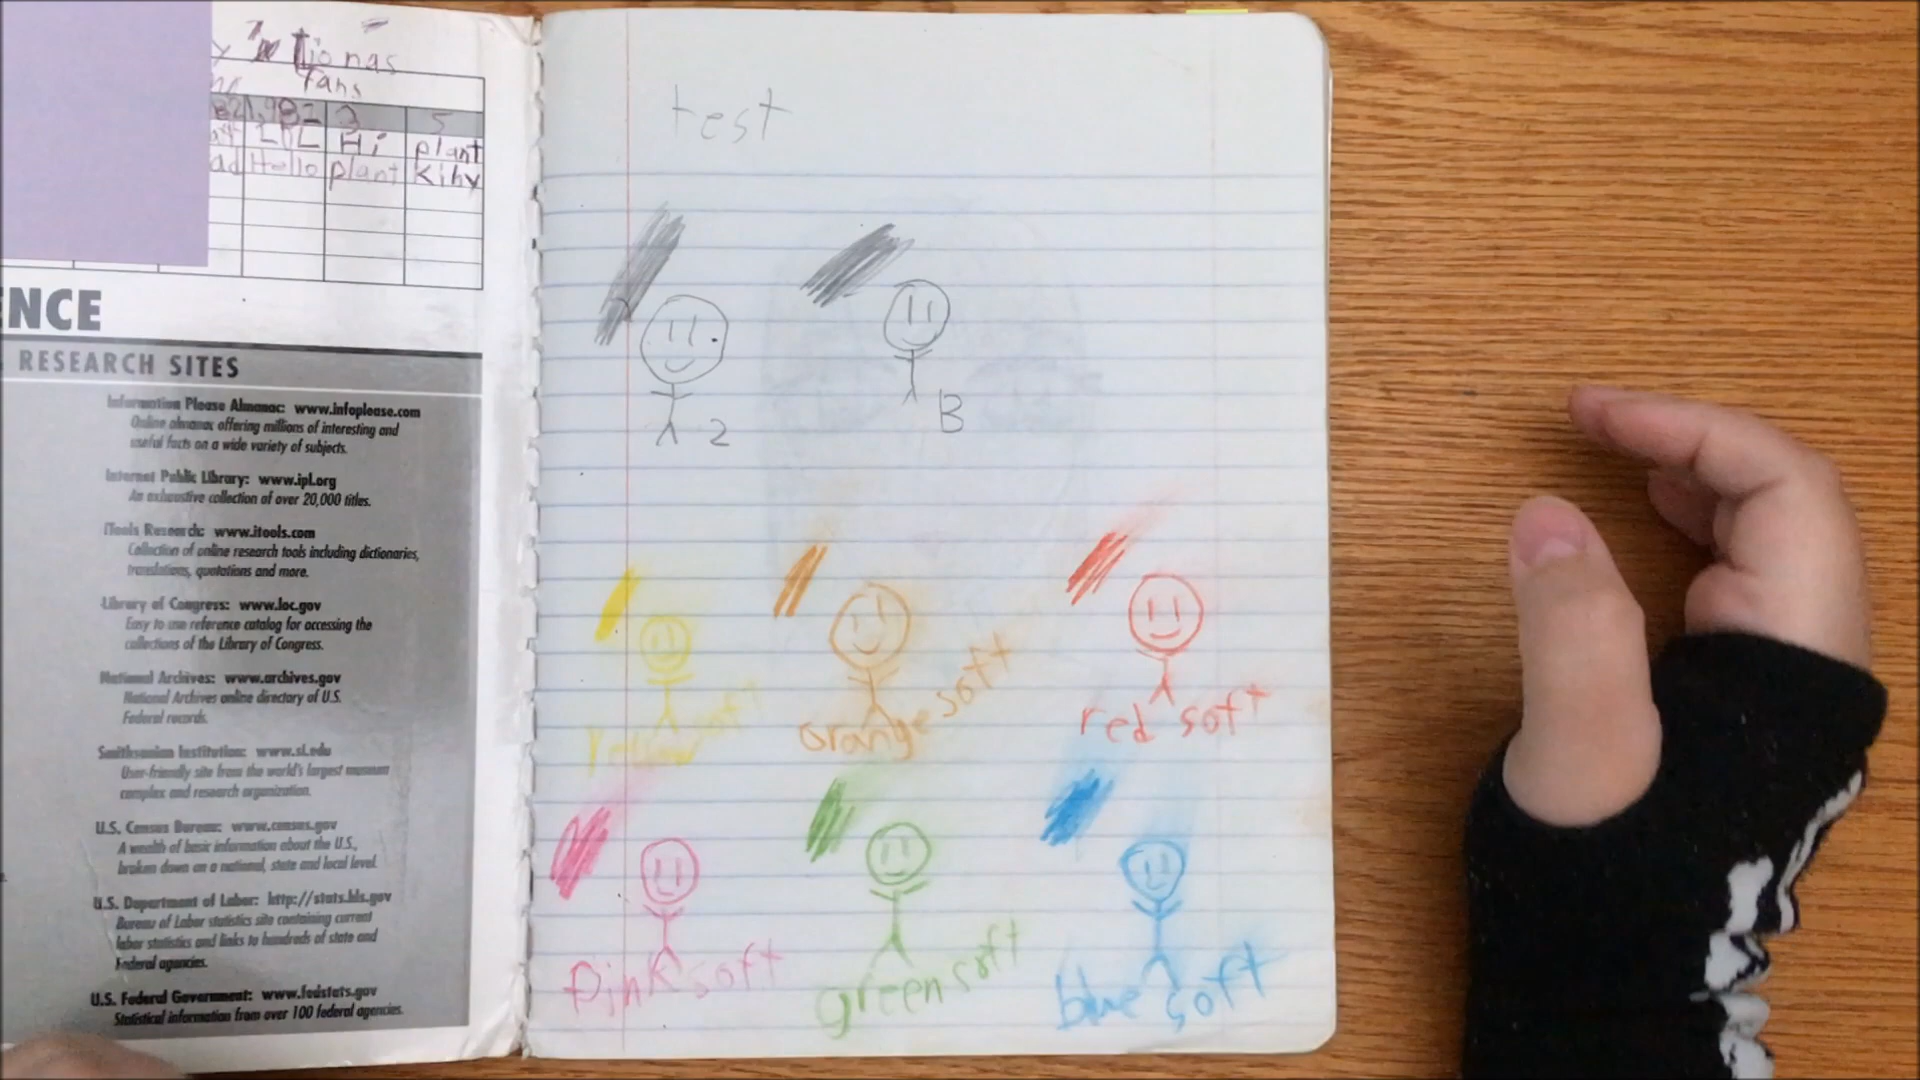 Tionas
fans
3 5
LOL Hi plant
Hello plant kiby
NCE
RESEARCH SITES
Information Please Almanac: www.infoplease.com
Online almanac offering millions of interesting and
useful facts on a wide variety of subjects.
Internet Public Library: www.ipl.org
An exhaustive collection of over 20,000 titles.
iTools Research: www.itools.com
Collection of online research tools including dictionaries,
translations, quotations and more.
Library of Congress: www.loc.gov
Easy to use reference catalog for accessing the
collections of the Library of Congress.
National Archives: www.archives.gov
National Archives online directory of U.S.
Federal records.
Smithsonian Institution: www.si.edu
User-friendly site from the world's largest museum
complex and research organization.
U.S. Census Bureau: www.census.gov
A wealth of basic information about the U.S.,
broken down on a national, state and local level.
U.S. Department of Labor: http://stats.bls.gov
Bureau of Labor statistics site containing current
labor statistics and links to hundreds of state and
Federal agencies.
U.S. Federal Government: www.fedstats.gov
Statistical information from over 100 federal agencies.
test
2 B
yellow soft orange soft red soft
pink soft green soft blue soft